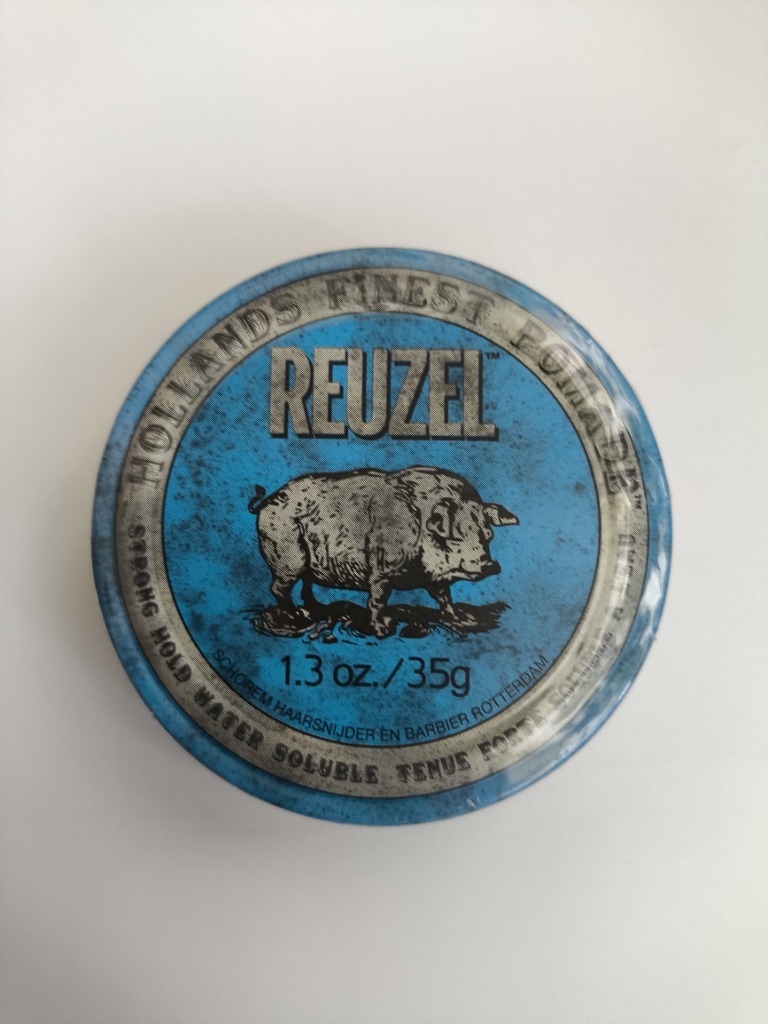 HOLLANDS FINEST POMADE™
REUZEL™
1.3 oz./35g
SCHOREM HAARSNIJDER EN BARBIER ROTTERDAM
STRONG HOLD WATER SOLUBLE TENUE FORTE SOLUBLE